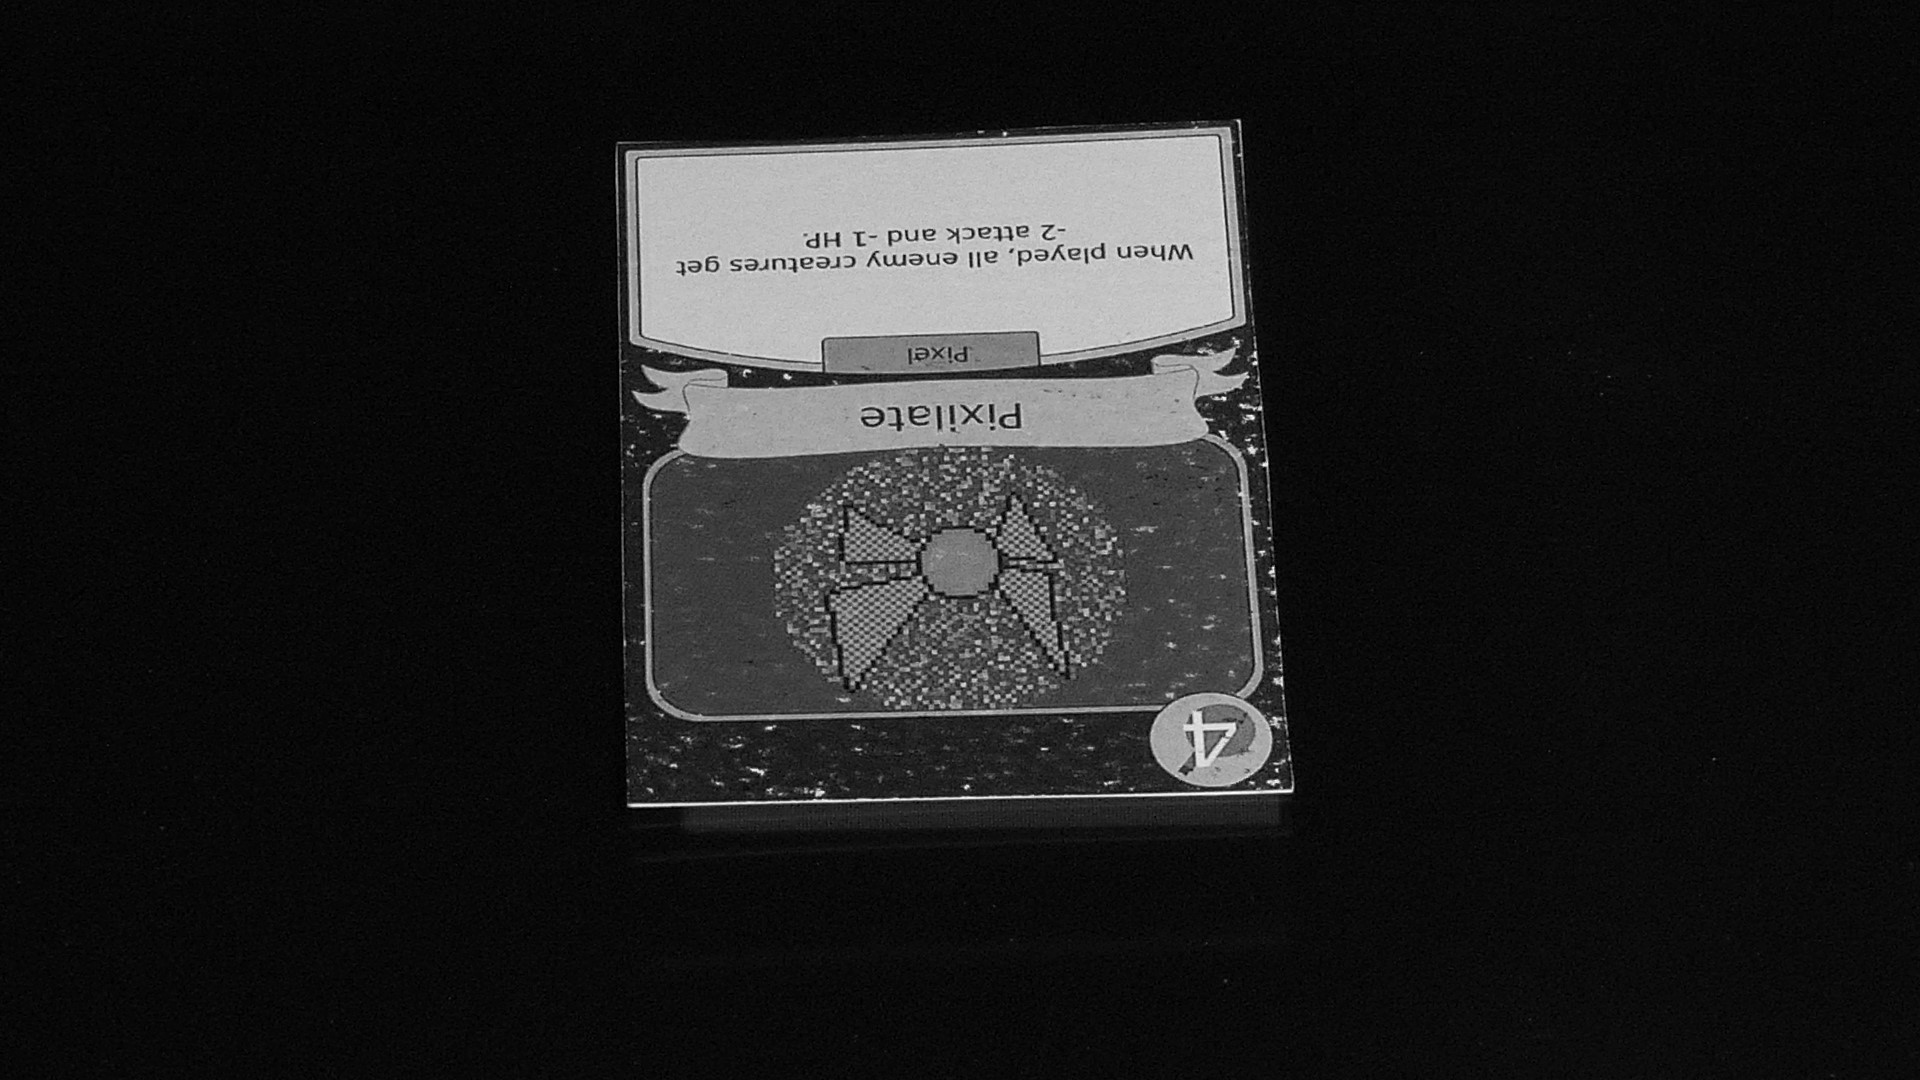 4
Pixilate
Pixel
When played, all enemy creatures get
-2 attack and -1 HP.